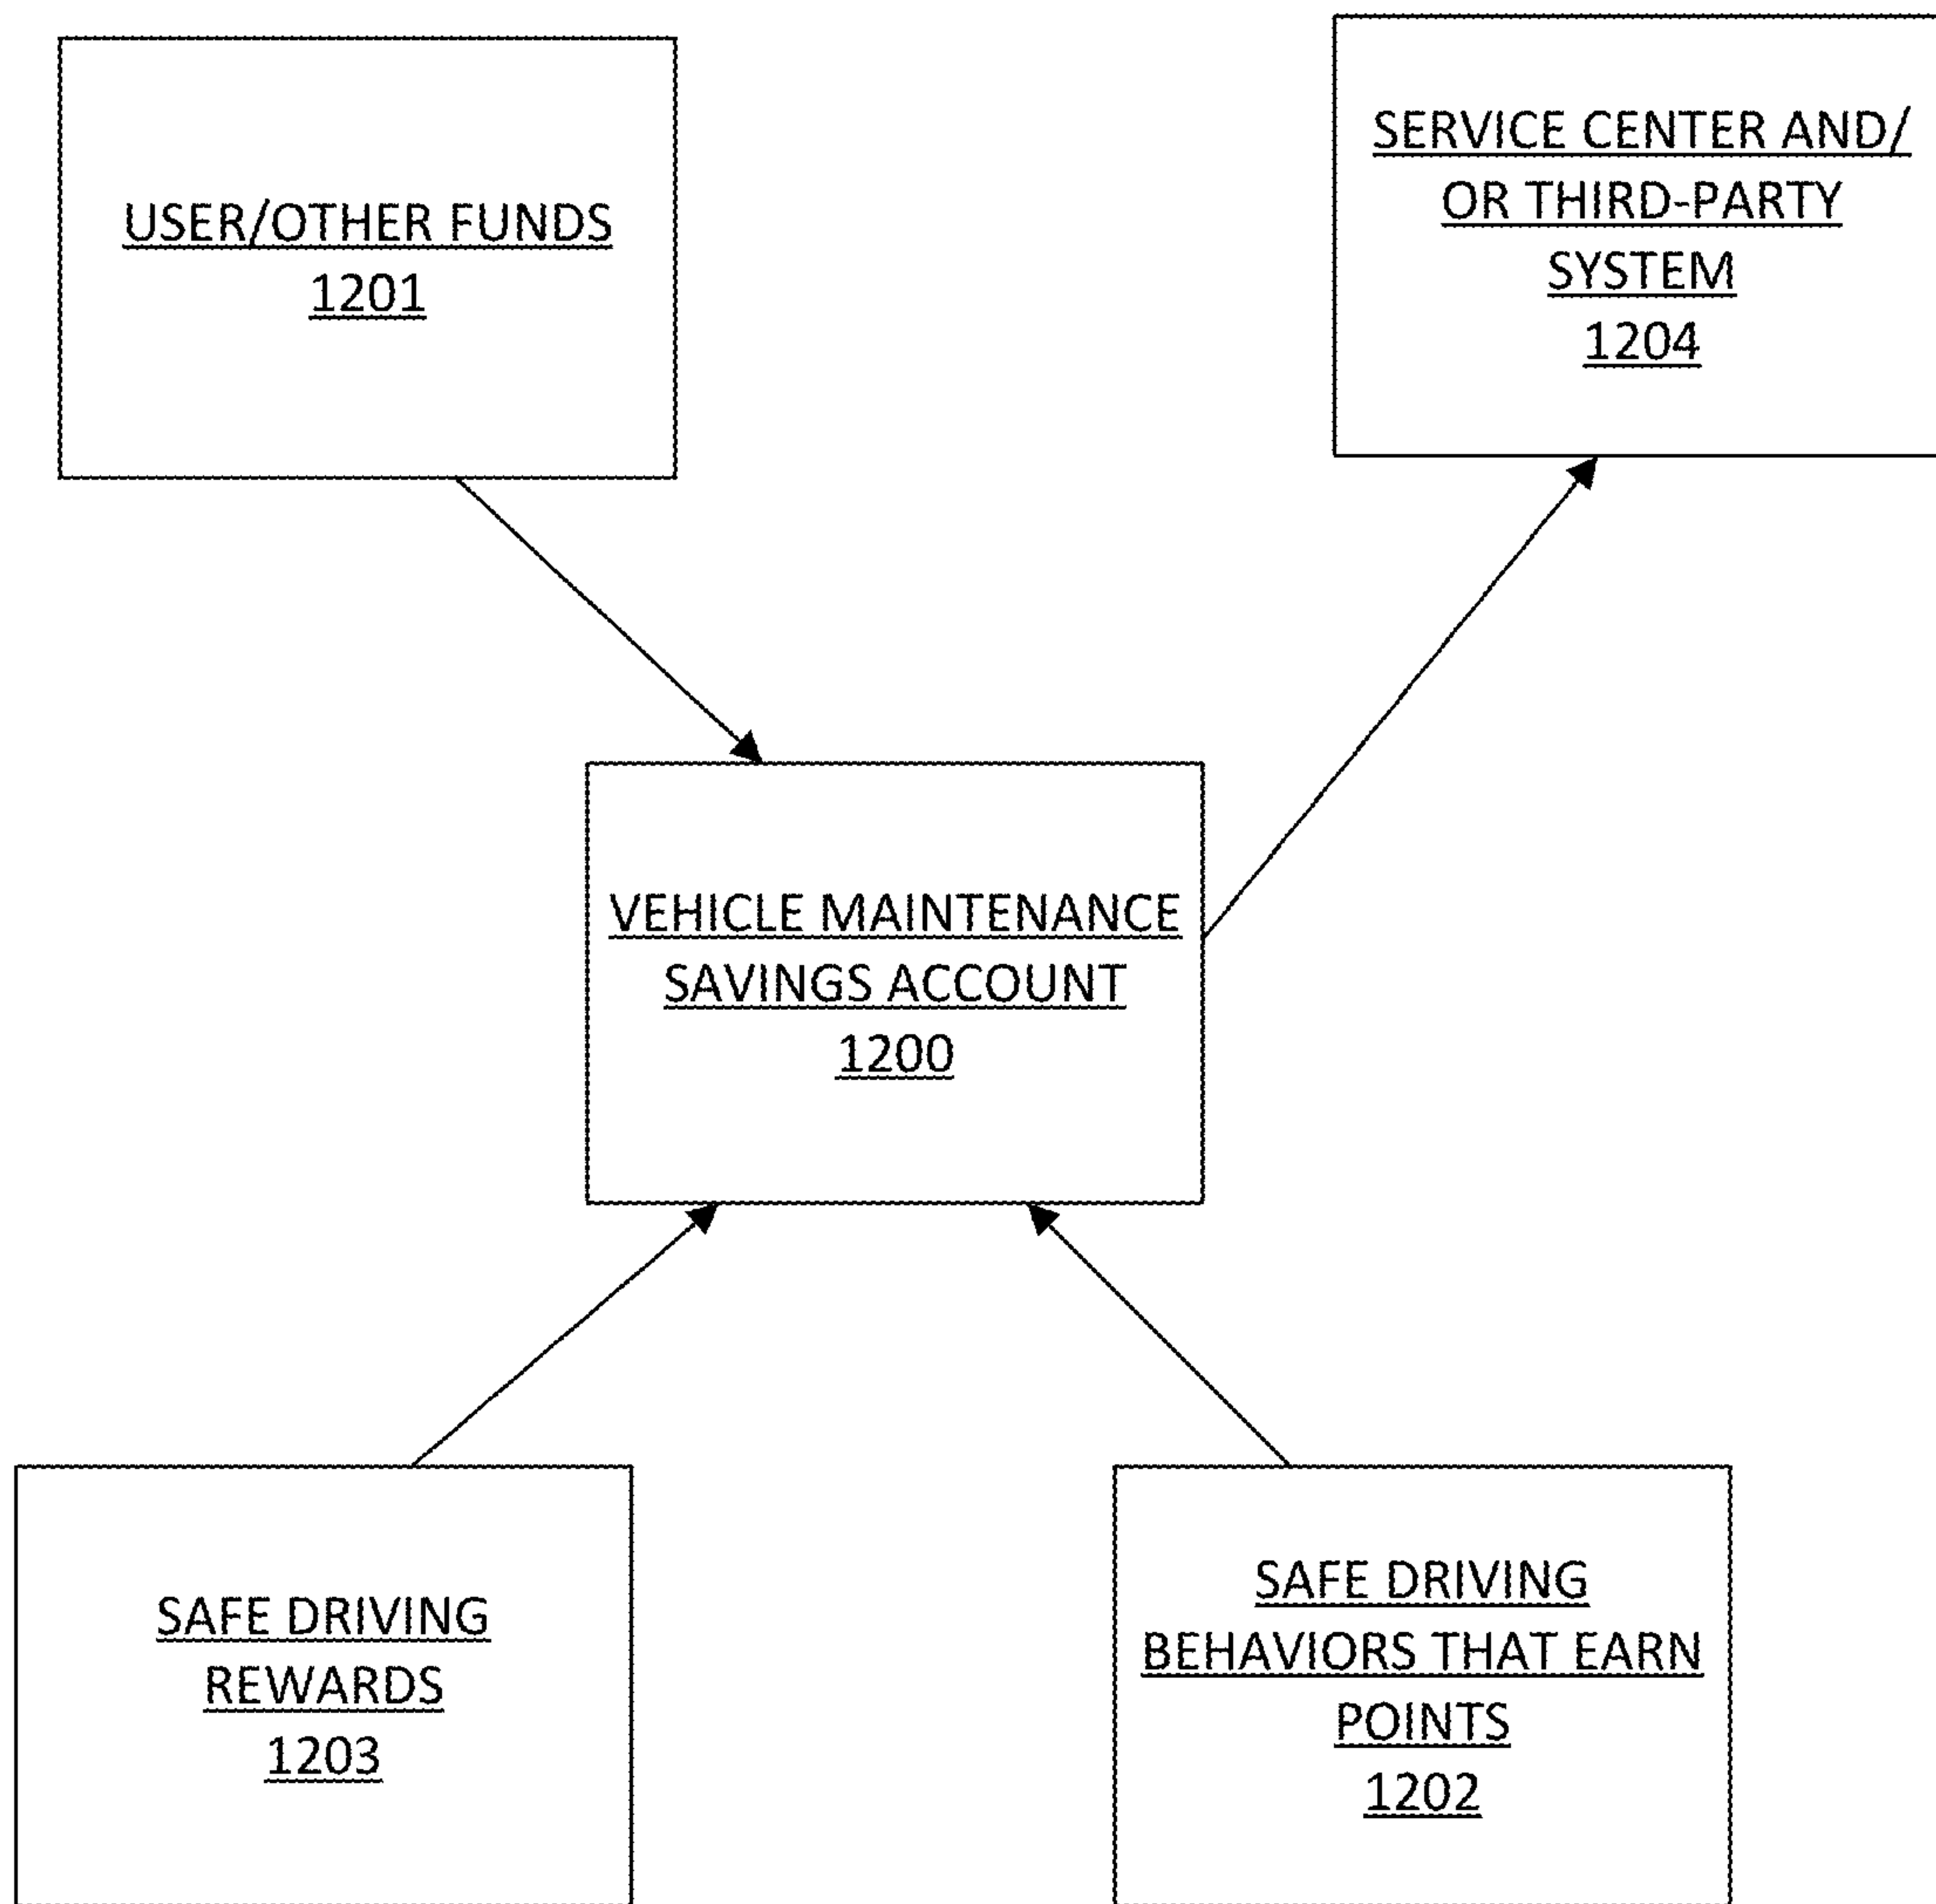 USER/OTHER FUNDS
1201
SERVICE CENTER AND/
OR THIRD-PARTY
SYSTEM
1204
VEHICLE MAINTENANCE
SAVINGS ACCOUNT
1200
SAFE DRIVING
REWARDS
1203
SAFE DRIVING
BEHAVIORS THAT EARN
POINTS
1202